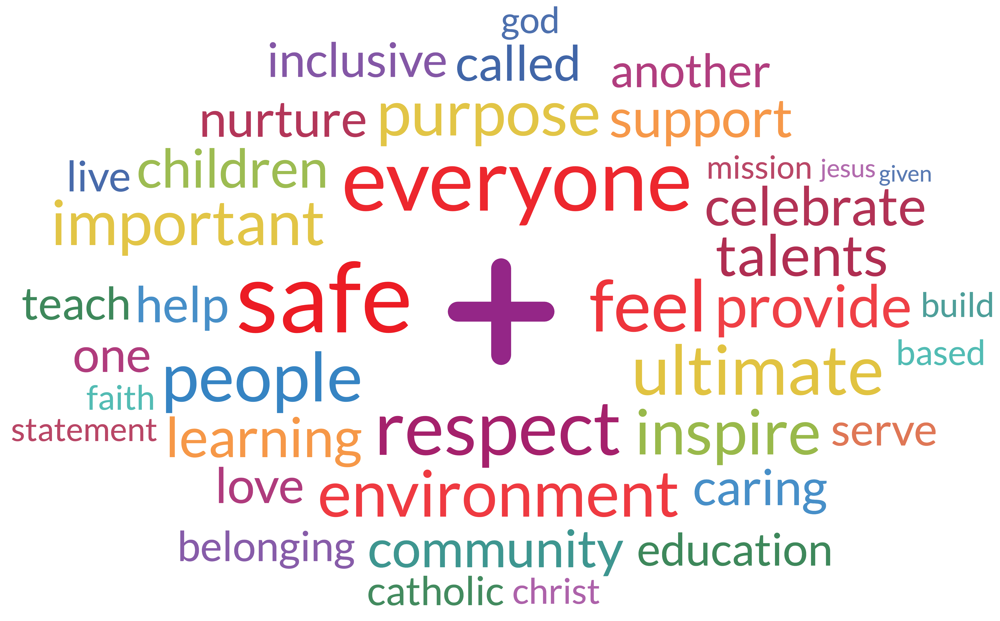 god
inclusive called another
nurture purpose support
live children everyone mission jesus given
important celebrate
talents
teach help safe + feel provide build
one people ultimate based
faith
statement learning respect inspire serve
love environment caring
belonging community education
catholic christ